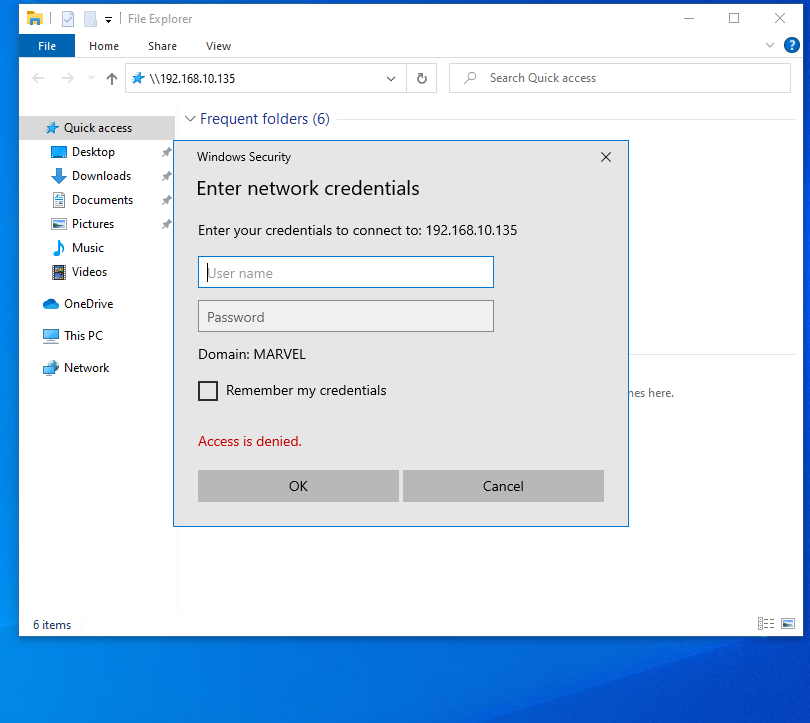 File Explorer
File Home Share View
\\192.168.10.135
Search Quick access
Quick access
Desktop
Downloads
Documents
Pictures
Music
Videos
OneDrive
This PC
Network
Frequent folders (6)
Windows Security
Enter network credentials
Enter your credentials to connect to: 192.168.10.135
User name
Password
Domain: MARVEL
Remember my credentials
Access is denied.
OK Cancel
here.
6 items